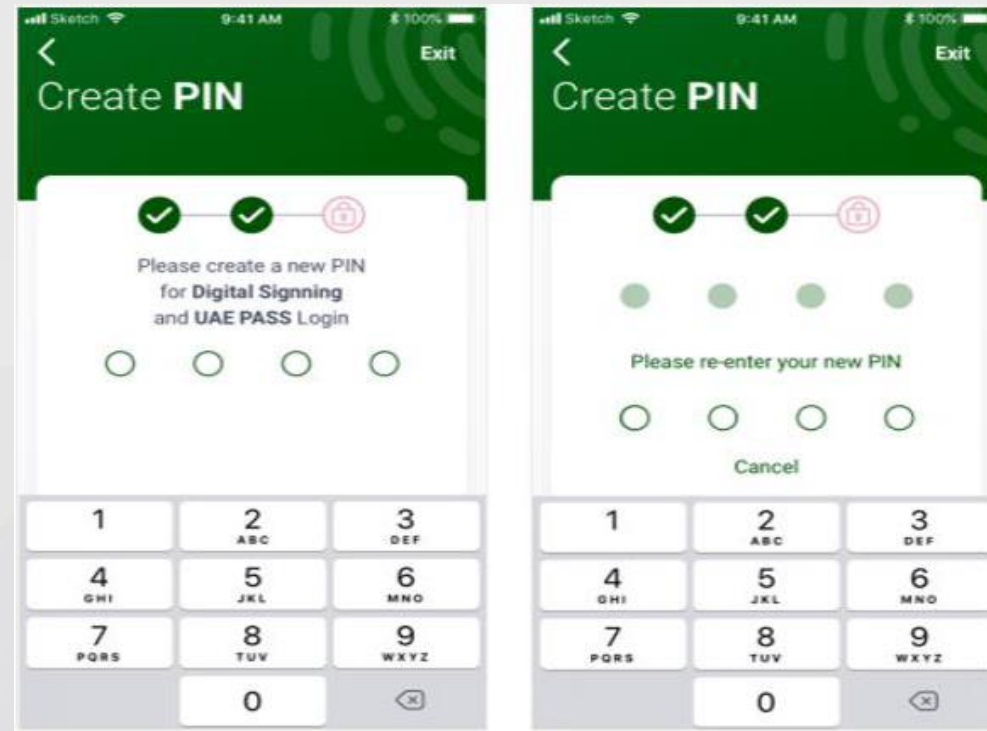 Sketch 9:41 AM 100%
Exit
Create PIN
Please create a new PIN
for Digital Signning
and UAE PASS Login
1 2 3
ABC DEF
4 5 6
GHI JKL MNO
7 8 9
PQRS TUV WXYZ
0
Sketch 9:41 AM 100%
Exit
Create PIN
Please re-enter your new PIN
Cancel
1 2 3
ABC DEF
4 5 6
GHI JKL MNO
7 8 9
PQRS TUV WXYZ
0